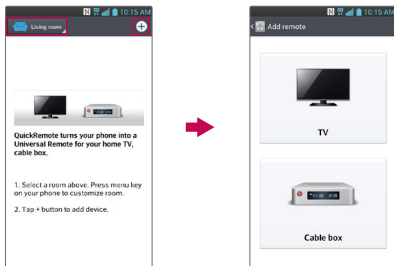 10:15 AM
Living room
QuickRemote turns your phone into a
Universal Remote for your home TV,
cable box.
1. Select a room above. Press menu key
on your phone to customize room.
2. Tap + button to add device.
10:15 AM
Add remote
TV
Cable box